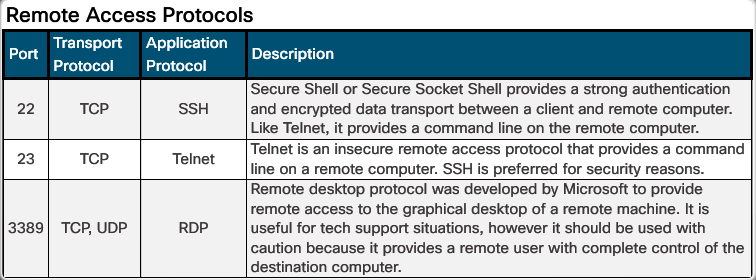 Remote Access Protocols
Port
Transport
Protocol
Application
Protocol
Description
22
TCP
SSH
Secure Shell or Secure Socket Shell provides a strong authentication
and encrypted data transport between a client and remote computer.
Like Telnet, it provides a command line on the remote computer.
23
TCP
Telnet
Telnet is an insecure remote access protocol that provides a command
line on a remote computer. SSH is preferred for security reasons.
3389
TCP, UDP
RDP
Remote desktop protocol was developed by Microsoft to provide
remote access to the graphical desktop of a remote machine. It is
useful for tech support situations, however it should be used with
caution because it provides a remote user with complete control of the
destination computer.